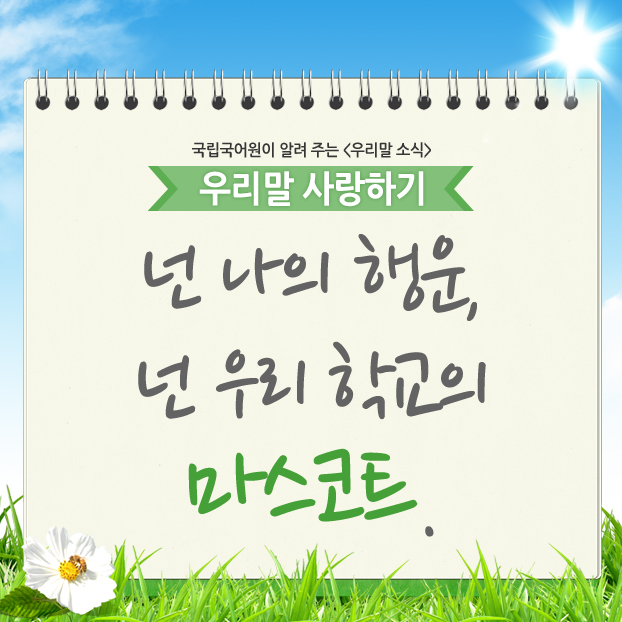 국립국어원이 알려 주는 <우리말 소식>
우리말 사랑하기
넌 나의 행운,
넌 우리 학교의
마스코트.